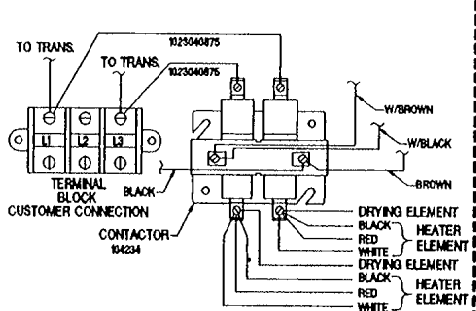 TO TRANS.
1023040875
TO TRANS.
1023040875
W/BROWN
L1 L2 L3
W/BLACK
TERMINAL
BLOCK
CUSTOMER CONNECTION
BLACK
BROWN
CONTACTOR
104234
DRYING ELEMENT
BLACK
RED
WHITE
HEATER
ELEMENT
DRYING ELEMENT
BLACK
RED
WHITE
HEATER
ELEMENT